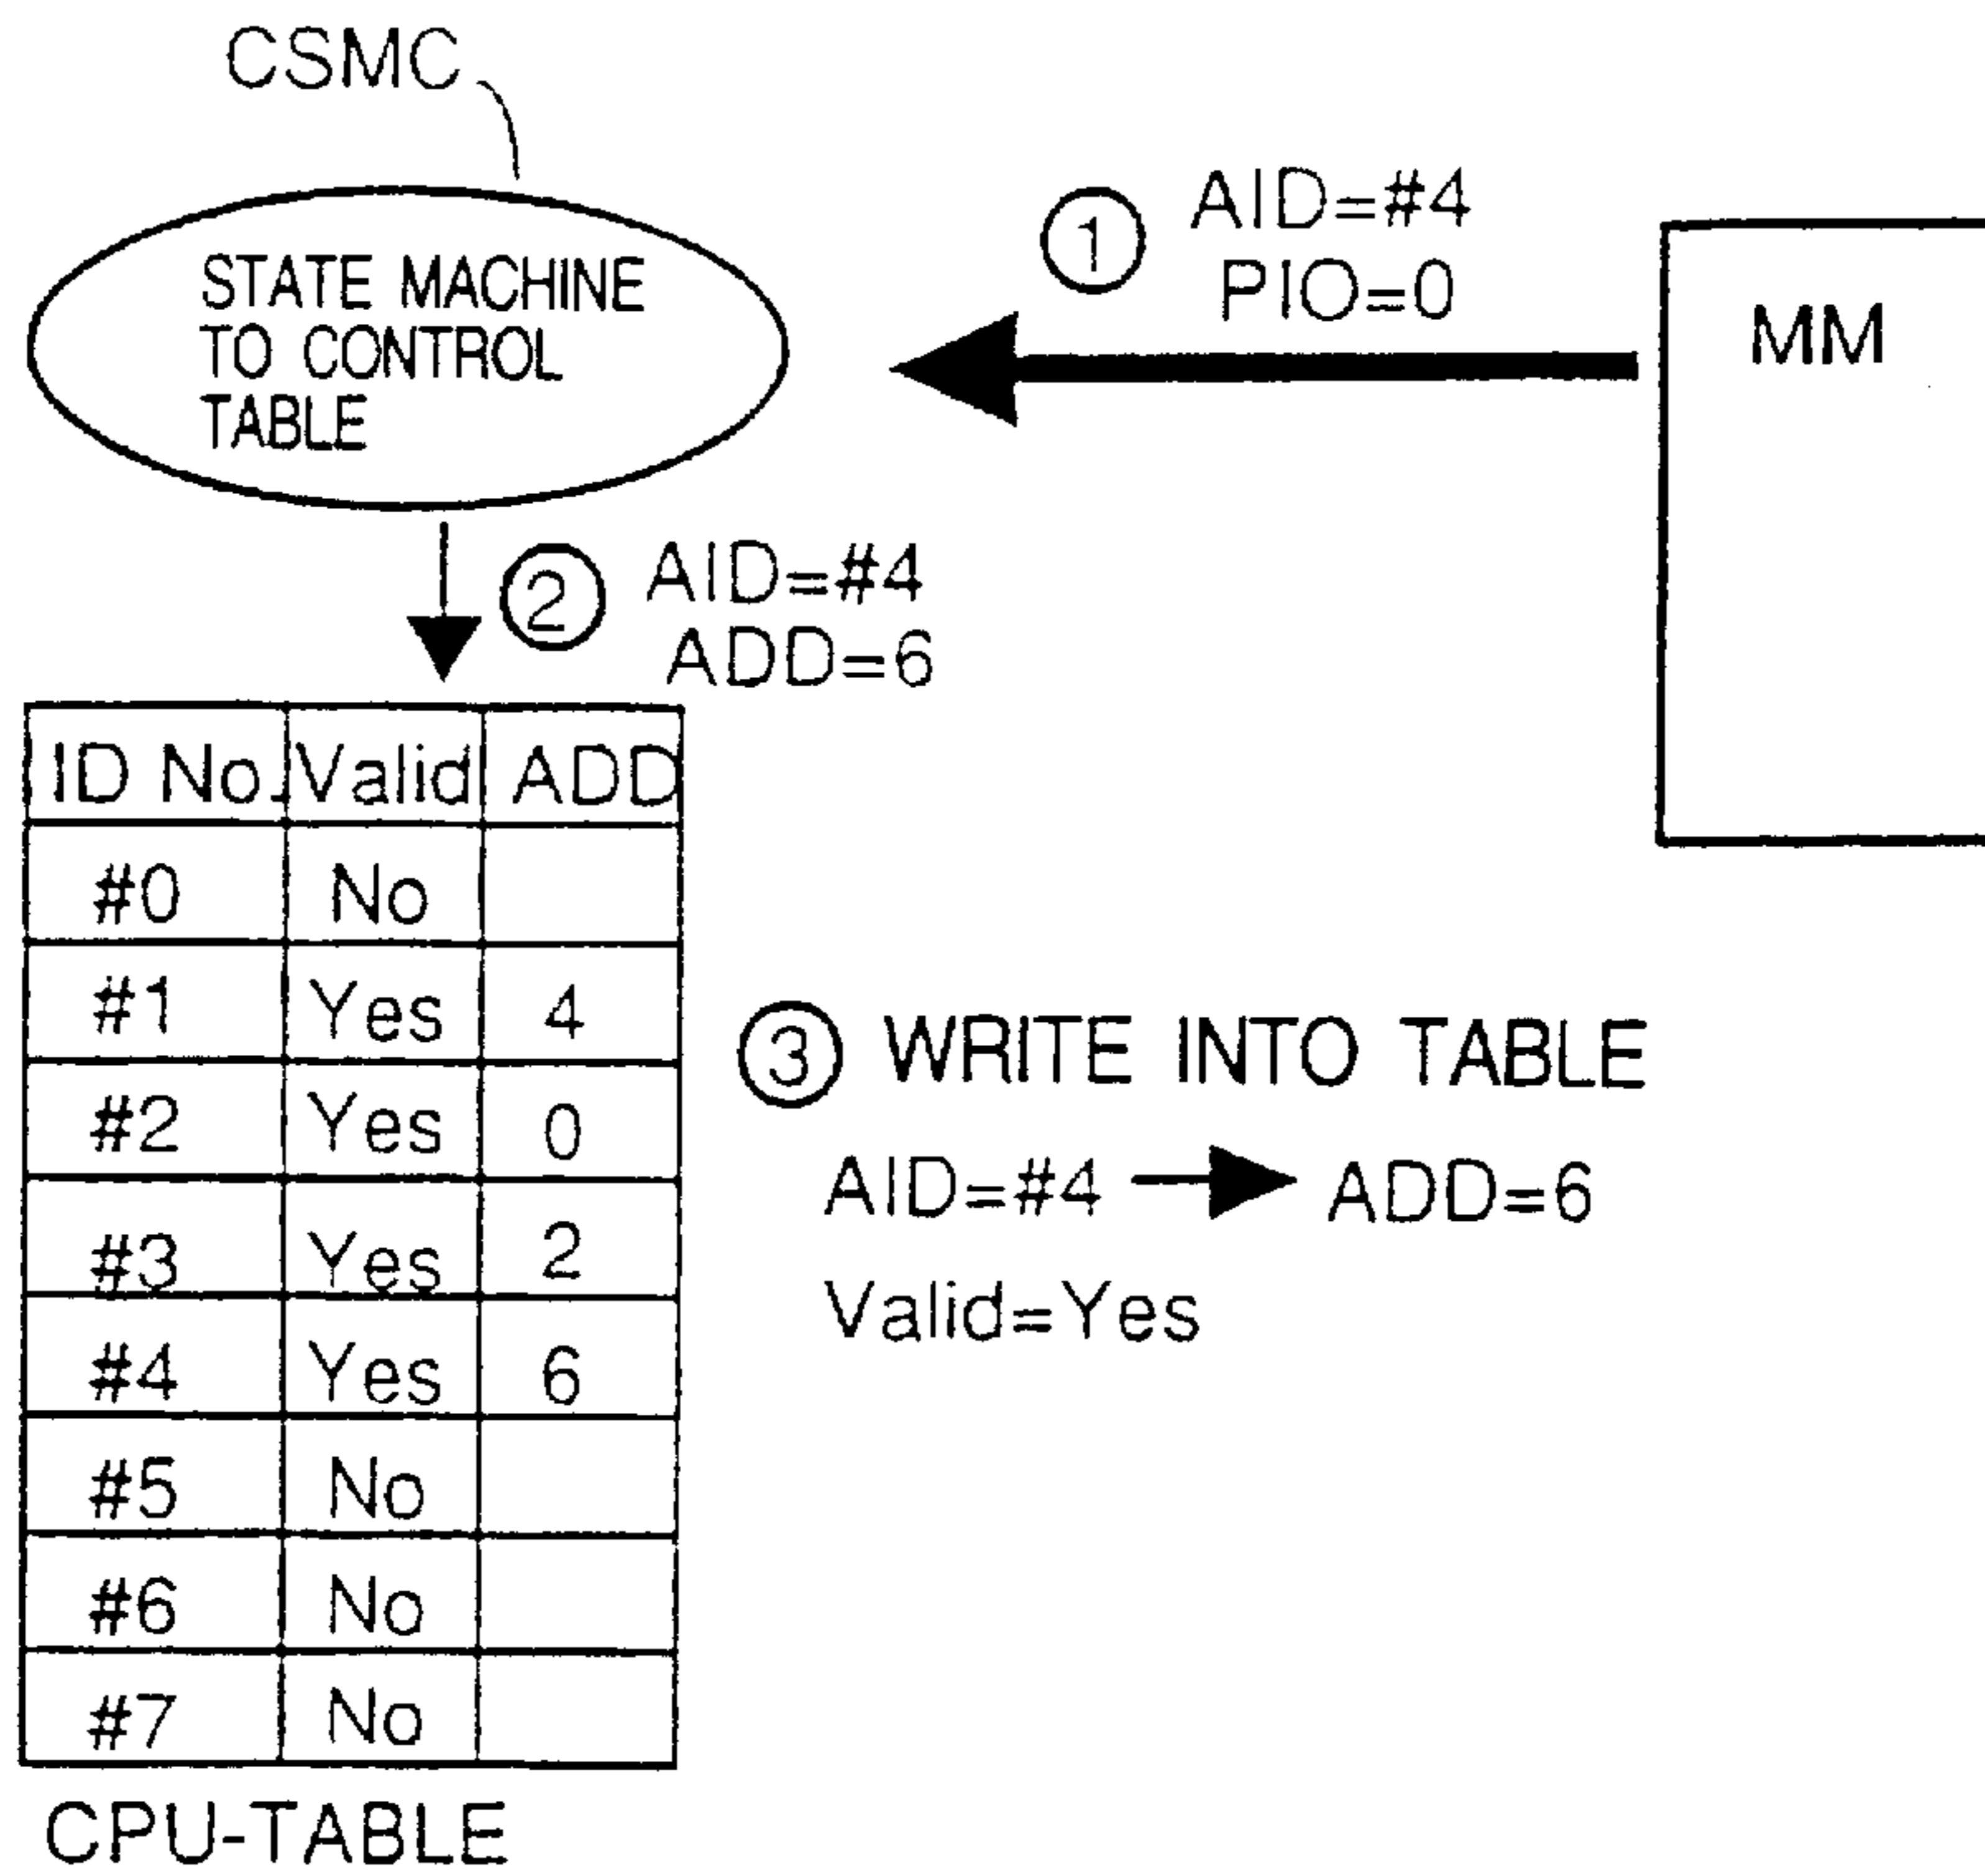 CSMC
STATE MACHINE
TO CONTROL
TABLE
① AID=#4
PIO=0
MM
② AID=#4
ADD=6
ID No. Valid ADD
#0 No
#1 Yes 4
#2 Yes 0
#3 Yes 2
#4 Yes 6
#5 No
#6 No
#7 No
CPU-TABLE
③ WRITE INTO TABLE
AID=#4 → ADD=6
Valid=Yes